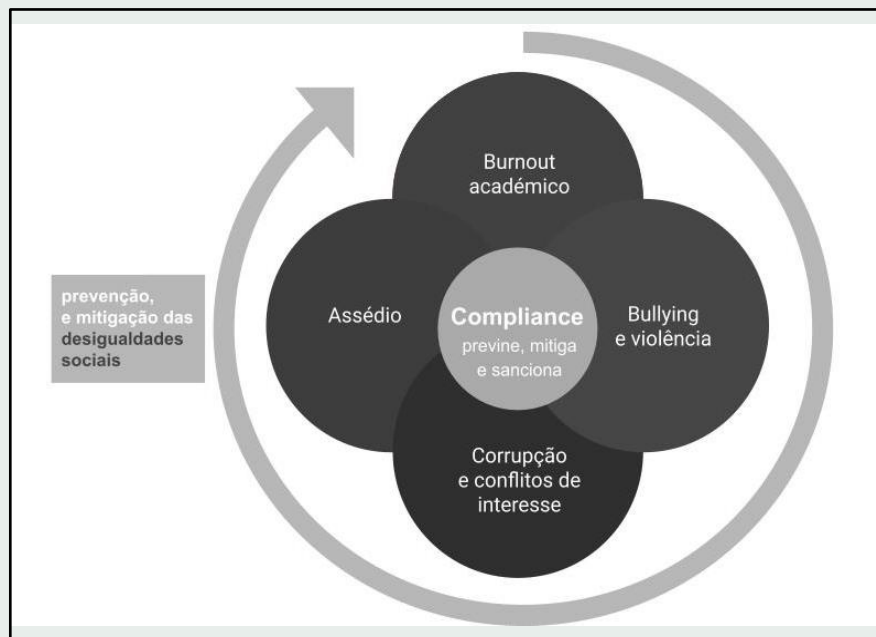 Burnout
académico
Assédio
Compliance
previne, mitiga
e sanciona
Bullying
e violência
Corrupção
e conflitos de
interesse
prevenção,
e mitigação das
desigualdades
sociais